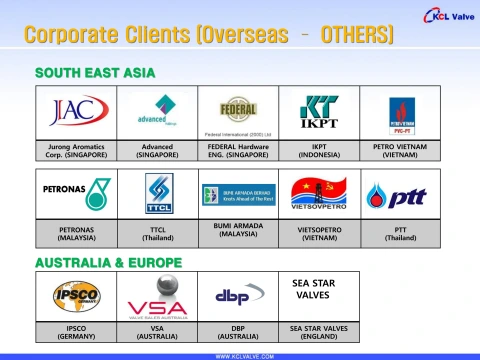 KCL Valve
Corporate Clients (Overseas – OTHERS)
SOUTH EAST ASIA
JAC
advanced
holdings
FEDERAL
Federal International (2000) Ltd
IKPT
PVC-PT
Jurong Aromatics
Corp. (SINGAPORE)
Advanced
(SINGAPORE)
FEDERAL Hardware
ENG. (SINGAPORE)
IKPT
(INDONESIA)
PETRO VIETNAM
(VIETNAM)
PETRONAS
TTCL
BUMI ARMADA BERHAD
Knots Ahead of The Rest
VIETSOVPETRO
ptt
PETRONAS
(MALAYSIA)
TTCL
(Thailand)
BUMI ARMADA
(MALAYSIA)
VIETSOPETRO
(VIETNAM)
PTT
(Thailand)
AUSTRALIA & EUROPE
IPSCO
GERMANY
VSA
VALVE SALES AUSTRALIA
dbp
SEA STAR
VALVES
IPSCO
(GERMANY)
VSA
(AUSTRALIA)
DBP
(AUSTRALIA)
SEA STAR VALVES
(ENGLAND)
WWW.KCLVALVE.COM